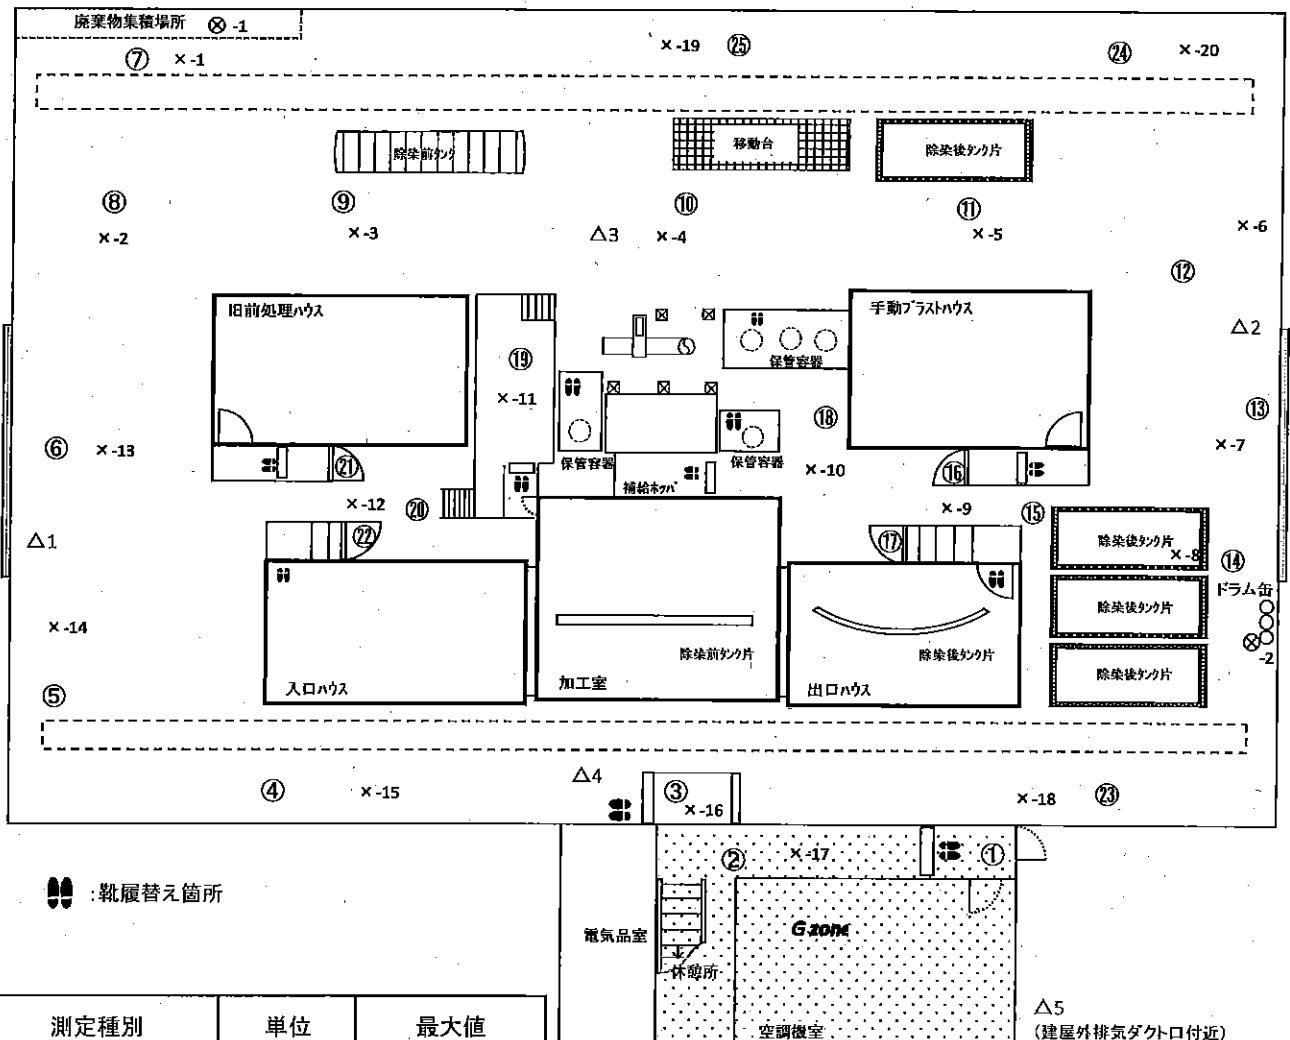 廃棄物集積場所 ⊗ -1
⑦ × -1
× -19 ㉕
㉔ × -20
除染前タンク
移動台
除染後タンク片
⑧
⑨
⑩
⑪
× -2
× -3
△3
× -4
× -5
× -6
⑫
旧前処理ハウス
手動ブラストハウス
△2
⑲
保管容器
× -11
⑱
⑬
⑥ × -13
× -7
㉑
保管容器
保管容器
× -10
⑯
補給ホッパ
× -12 ⑳
× -9 ⑮
△1
㉒
⑰
除染後タンク片
× -8
⑭
ドラム缶
除染後タンク片
× -14
除染前タンク片
除染後タンク片
⊗
-2
除染後タンク片
⑤
入口ハウス
加工室
出口ハウス
④ × -15
△4
③
× -16
× -18 ㉓
② × -17 ①
:靴履替え箇所
電気品室
G zone
休憩所
測定種別 単位 最大値
空調機室
△5
(建屋外排気ダクト口付近)